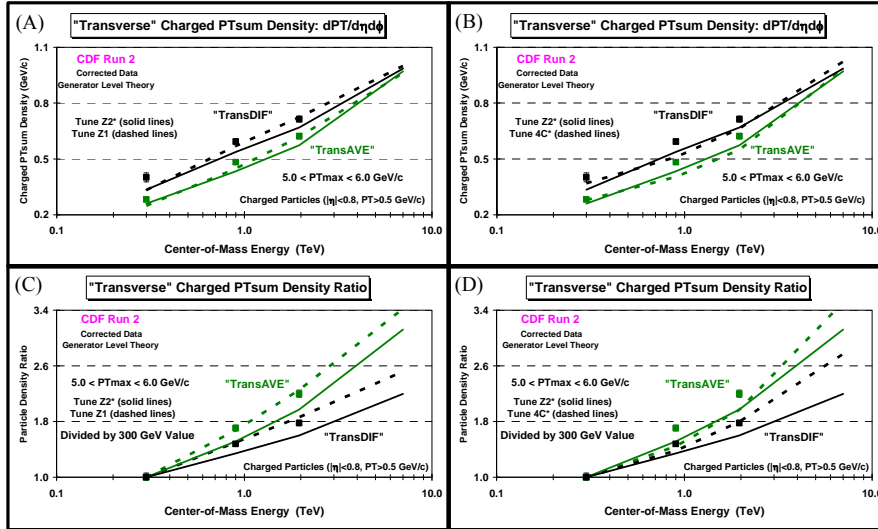 (A)
"Transverse" Charged PTsum Density: dPT/dηdφ
Charged PTsum Density (GeV/c)
1.1
0.8
0.5
0.2
CDF Run 2
Corrected Data
Generator Level Theory
Tune Z2* (solid lines)
Tune Z1 (dashed lines)
"TransDIF"
"TransAVE"
5.0 < PTmax < 6.0 GeV/c
Charged Particles (|η|<0.8, PT>0.5 GeV/c)
0.1
1.0
10.0
Center-of-Mass Energy (TeV)
(B)
"Transverse" Charged PTsum Density: dPT/dηdφ
Charged PTsum Density (GeV/c)
1.1
0.8
0.5
0.2
CDF Run 2
Corrected Data
Generator Level Theory
Tune Z2* (solid lines)
Tune 4C* (dashed lines)
"TransDIF"
"TransAVE"
5.0 < PTmax < 6.0 GeV/c
Charged Particles (|η|<0.8, PT>0.5 GeV/c)
0.1
1.0
10.0
Center-of-Mass Energy (TeV)
(C)
"Transverse" Charged PTsum Density Ratio
Particle Density Ratio
3.4
2.6
1.8
1.0
CDF Run 2
Corrected Data
Generator Level Theory
5.0 < PTmax < 6.0 GeV/c
"TransAVE"
Tune Z2* (solid lines)
Tune Z1 (dashed lines)
Divided by 300 GeV Value
"TransDIF"
Charged Particles (|η|<0.8, PT>0.5 GeV/c)
0.1
1.0
10.0
Center-of-Mass Energy (TeV)
(D)
"Transverse" Charged PTsum Density Ratio
Particle Density Ratio
3.4
2.6
1.8
1.0
CDF Run 2
Corrected Data
Generator Level Theory
5.0 < PTmax < 6.0 GeV/c
"TransAVE"
Tune Z2* (solid lines)
Tune 4C* (dashed lines)
Divided by 300 GeV Value
"TransDIF"
Charged Particles (|η|<0.8, PT>0.5 GeV/c)
0.1
1.0
10.0
Center-of-Mass Energy (TeV)